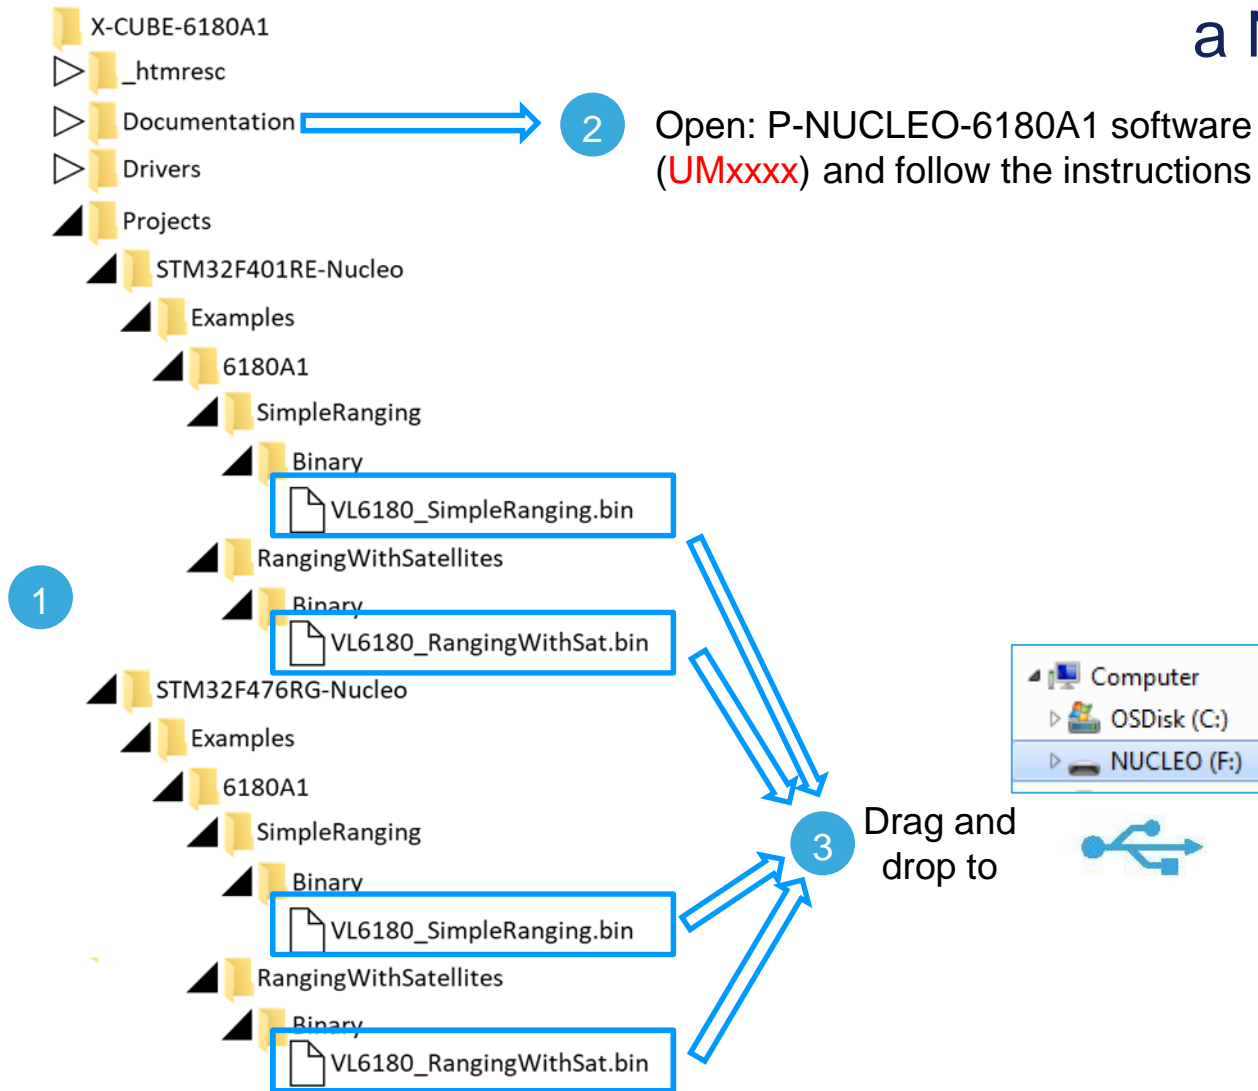 a N
X-CUBE-6180A1
_htmresc
Documentation
2
Open: P-NUCLEO-6180A1 software
(UMxxxx) and follow the instructions
Drivers
Projects
STM32F401RE-Nucleo
Examples
6180A1
SimpleRanging
Binary
VL6180_SimpleRanging.bin
RangingWithSatellites
Binary
VL6180_RangingWithSat.bin
1
STM32F476RG-Nucleo
Examples
6180A1
SimpleRanging
Binary
VL6180_SimpleRanging.bin
RangingWithSatellites
Binary
VL6180_RangingWithSat.bin
3
Drag and
drop to
Computer
OSDisk (C:)
NUCLEO (F:)